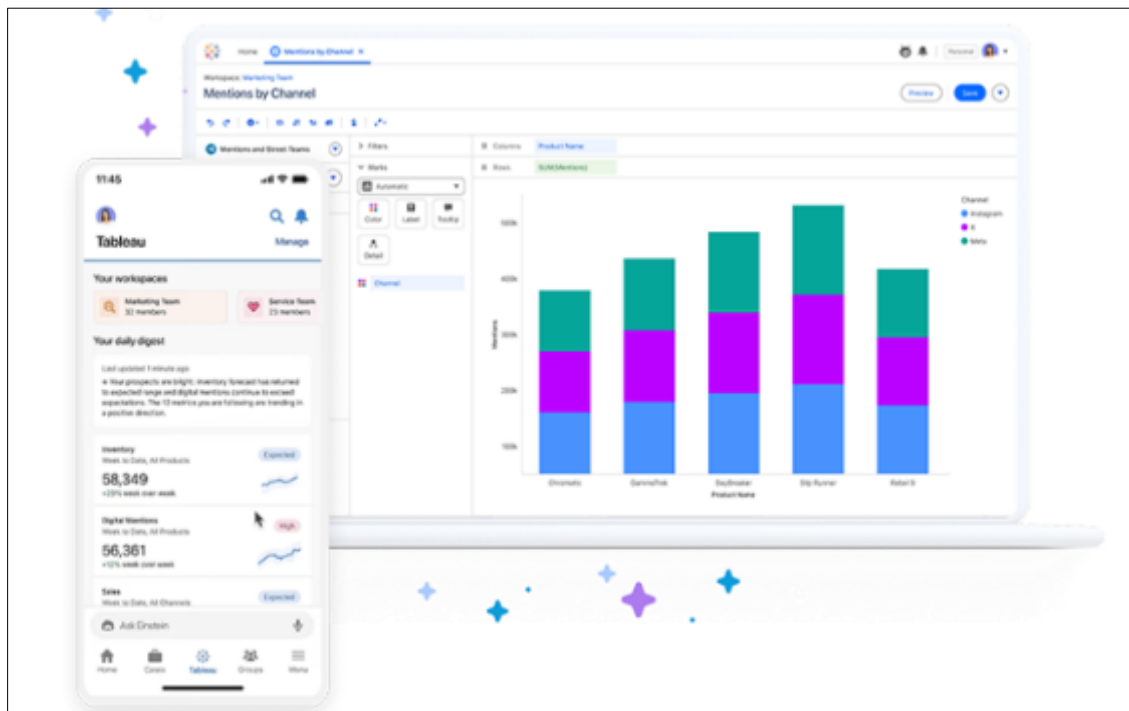 Home
Mentions by Channel
Personal
Workspace: Marketing Team
Mentions by Channel
Preview
Save
Mentions and Street Teams
Filters
Columns
Product Name
Marks
Rows
SUM(Mentions)
Automatic
Color
Label
Tooltip
Detail
Channel
Channel
Instagram
X
Meta
500k
400k
300k
200k
100k
Mentions
Chromatic
GammaTrek
DayBreaker
Slip Runner
Product Name
11:45
Tableau
Manage
Your workspaces
Marketing Team
32 members
Service Team
23 members
Your daily digest
Last updated 1 minute ago
Your prospects are bright: inventory forecast has returned
to expected range and digital mentions continue to exceed
expectations. The 13 metrics you are following are trending in
a positive direction.
Inventory
Expected
Week to Date, All Products
58,349
week over week
Digital Mentions
High
Week to Date, All Products
56,361
+12% week over week
Sales
Expected
Week to Date, All Channels
Ask Einstein
Home
Cases
Tableau
Groups
Menu